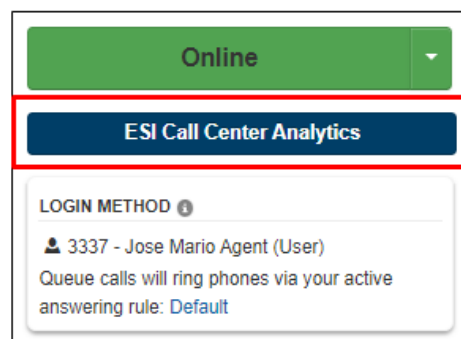 Online
ESI Call Center Analytics
LOGIN METHOD
3337 - Jose Mario Agent (User)
Queue calls will ring phones via your active
answering rule: Default